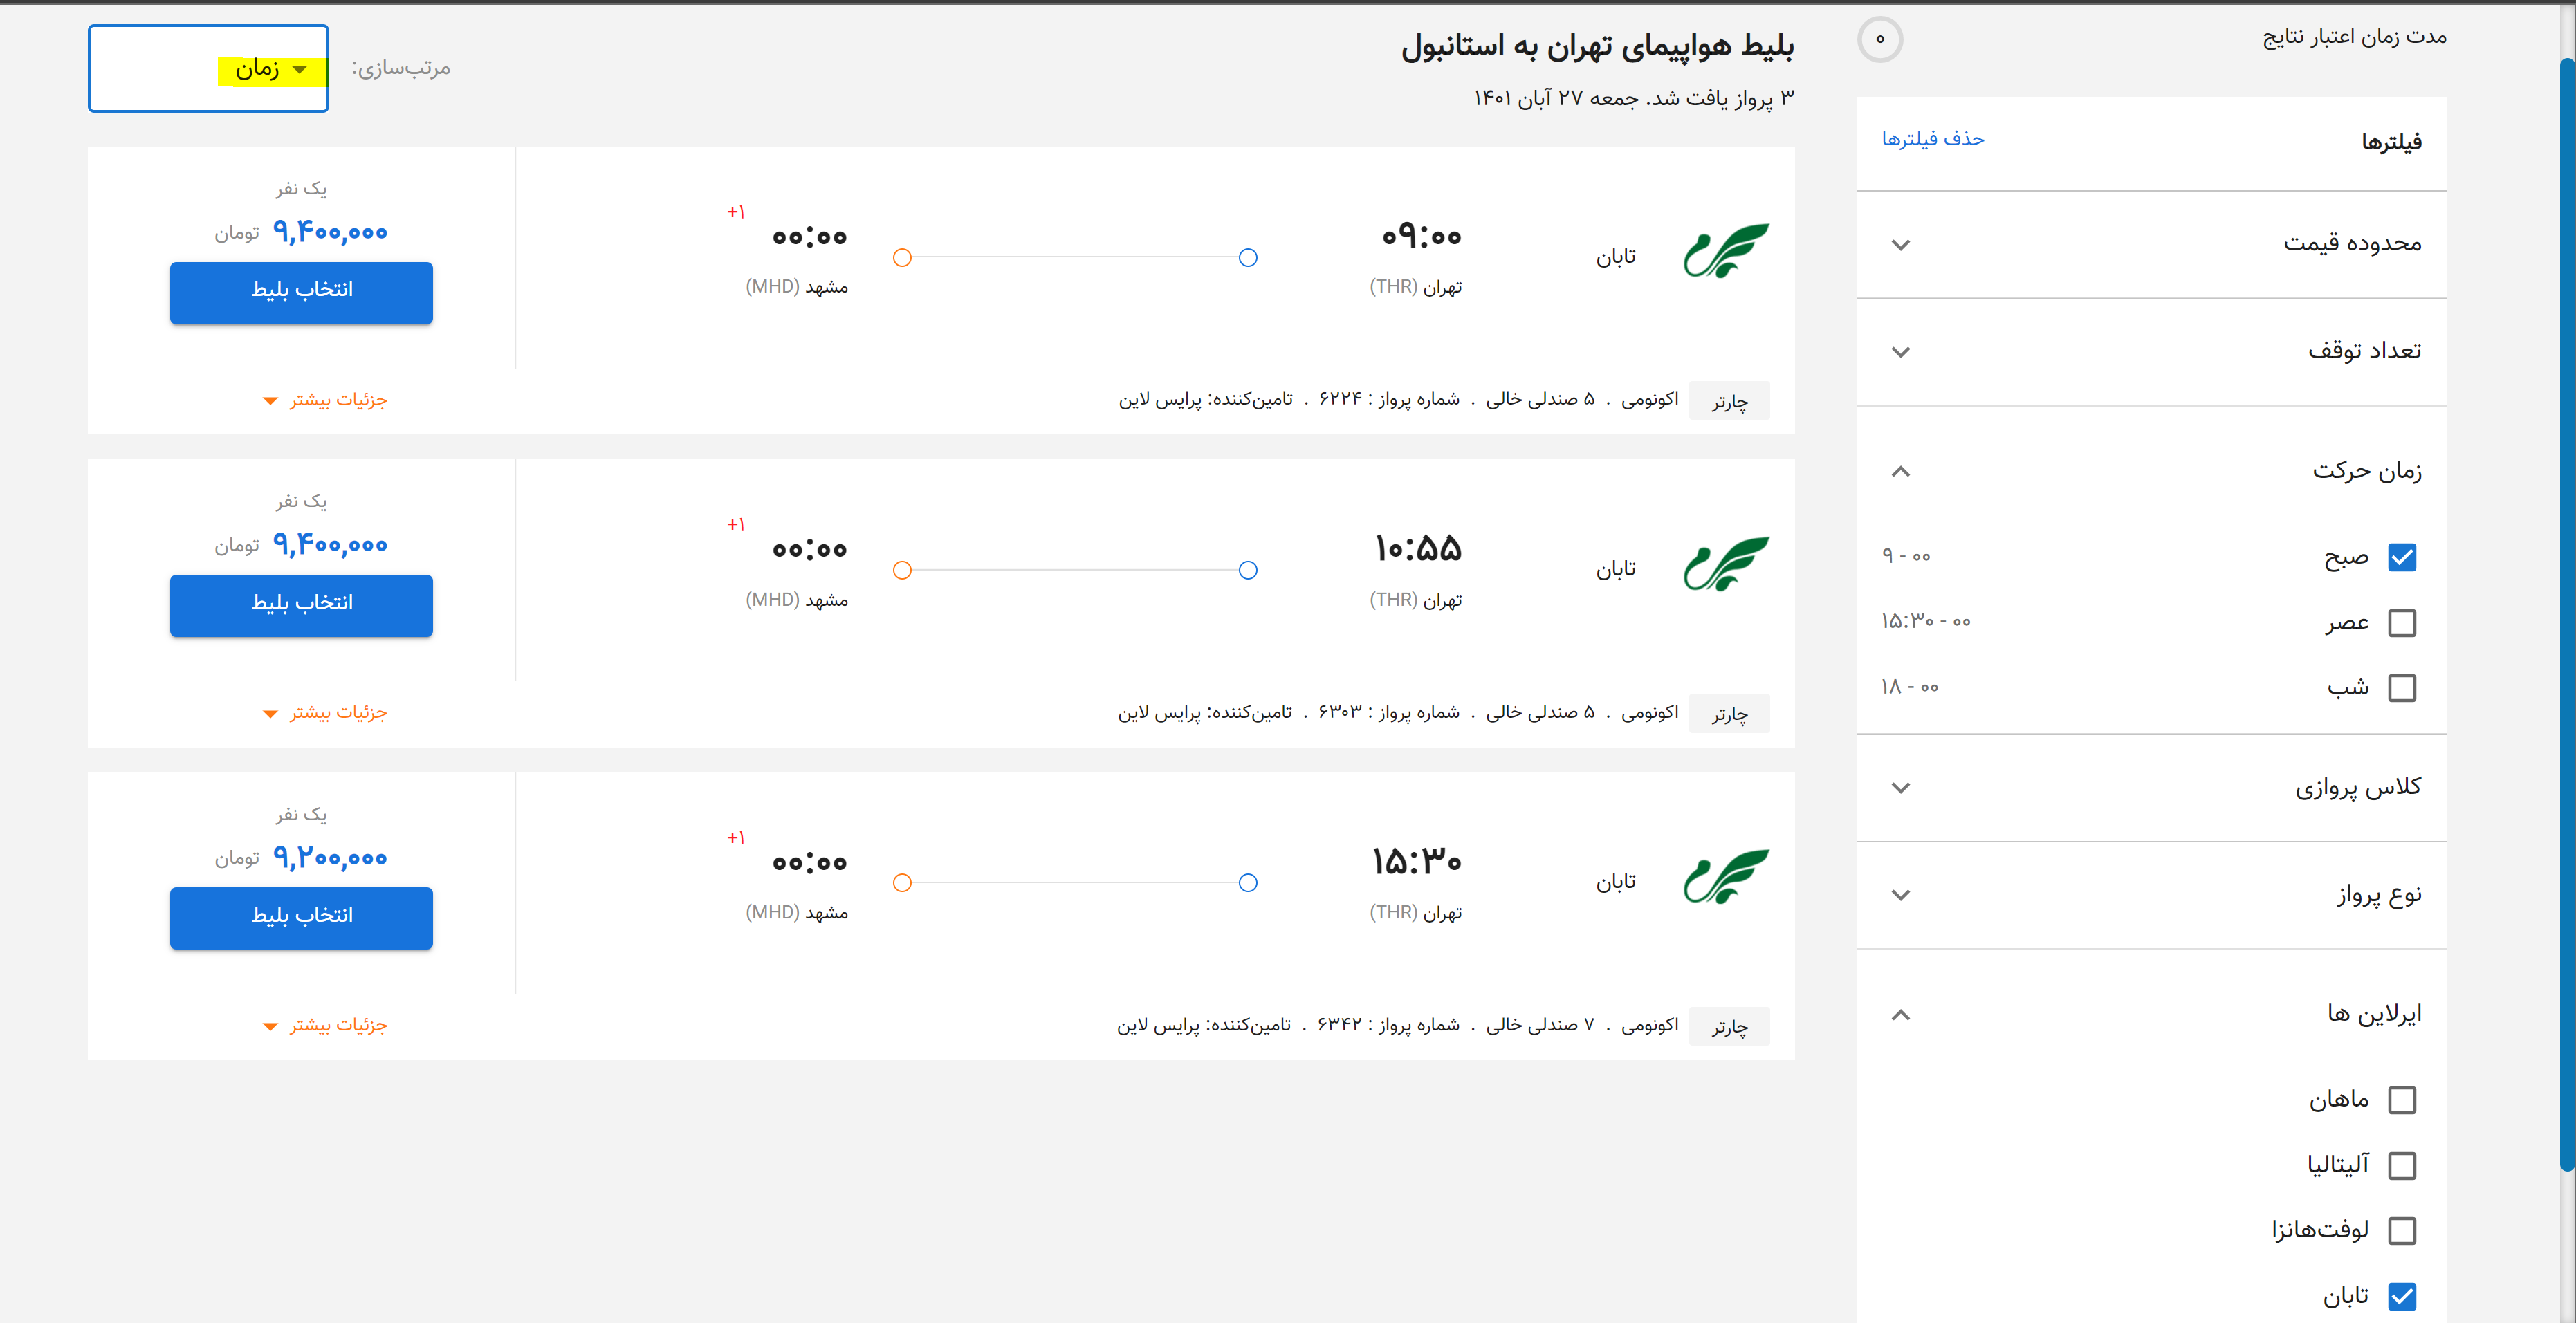 مدت زمان اعتبار نتایج
۰
فیلترها
حذف فیلترها
محدوده قیمت
تعداد توقف
زمان حرکت
صبح
۹ - ۰۰
عصر
۱۵:۳۰ - ۰۰
شب
۱۸ - ۰۰
کلاس پروازی
نوع پرواز
ایرلاین ها
ماهان
آلیتالیا
لوفت‌هانزا
تابان
بلیط هواپیمای تهران به استانبول
۳ پرواز یافت شد. جمعه ۲۷ آبان ۱۴۰۱
مرتب‌سازی:
زمان
تابان
۰۹:۰۰
تهران (THR)
+۱
۰۰:۰۰
مشهد (MHD)
یک نفر
۹,۴۰۰,۰۰۰ تومان
انتخاب بلیط
چارتر
اکونومی . ۵ صندلی خالی . شماره پرواز : ۶۲۲۴ . تامین‌کننده: پرایس لاین
جزئیات بیشتر
تابان
۱۰:۵۵
تهران (THR)
+۱
۰۰:۰۰
مشهد (MHD)
یک نفر
۹,۴۰۰,۰۰۰ تومان
انتخاب بلیط
چارتر
اکونومی . ۵ صندلی خالی . شماره پرواز : ۶۳۰۳ . تامین‌کننده: پرایس لاین
جزئیات بیشتر
تابان
۱۵:۳۰
تهران (THR)
+۱
۰۰:۰۰
مشهد (MHD)
یک نفر
۹,۲۰۰,۰۰۰ تومان
انتخاب بلیط
چارتر
اکونومی . ۷ صندلی خالی . شماره پرواز : ۶۳۴۲ . تامین‌کننده: پرایس لاین
جزئیات بیشتر